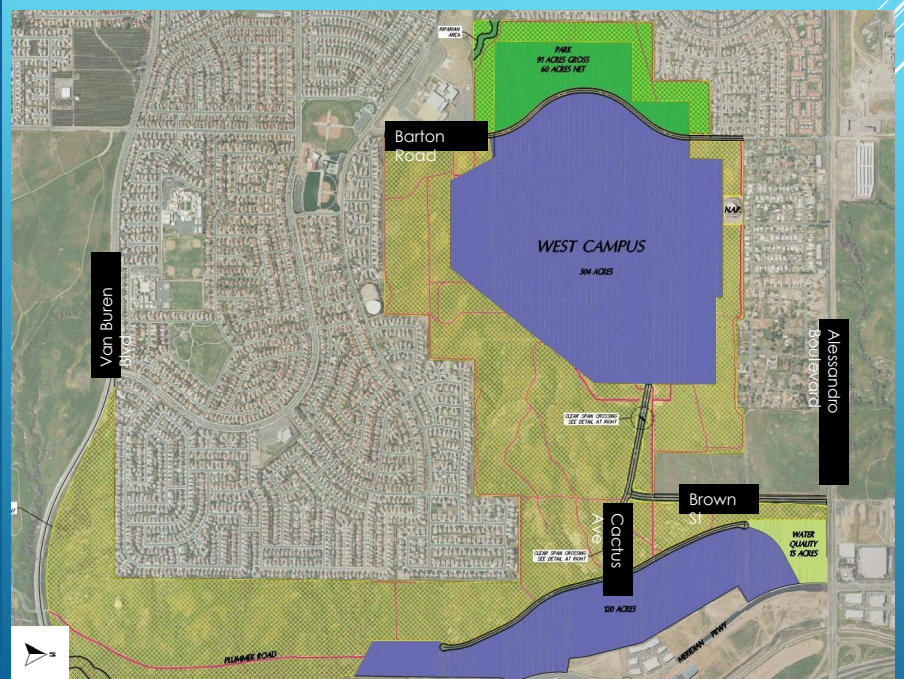 RIPARIAN
AREA
PARK
91 ACRES GROSS
60 ACRES NET
Barton
Road
N.A.P.
WEST CAMPUS
304 ACRES
Van Buren
Blvd
Alessandro
Boulevard
CLEAR SPAN CROSSING
SEE DETAIL AT RIGHT
Brown
St
Cactus
Ave
WATER
QUALITY
15 ACRES
CLEAR SPAN CROSSING
SEE DETAIL AT RIGHT
120 ACRES
MERIDIAN PKWY
PLUMMER ROAD